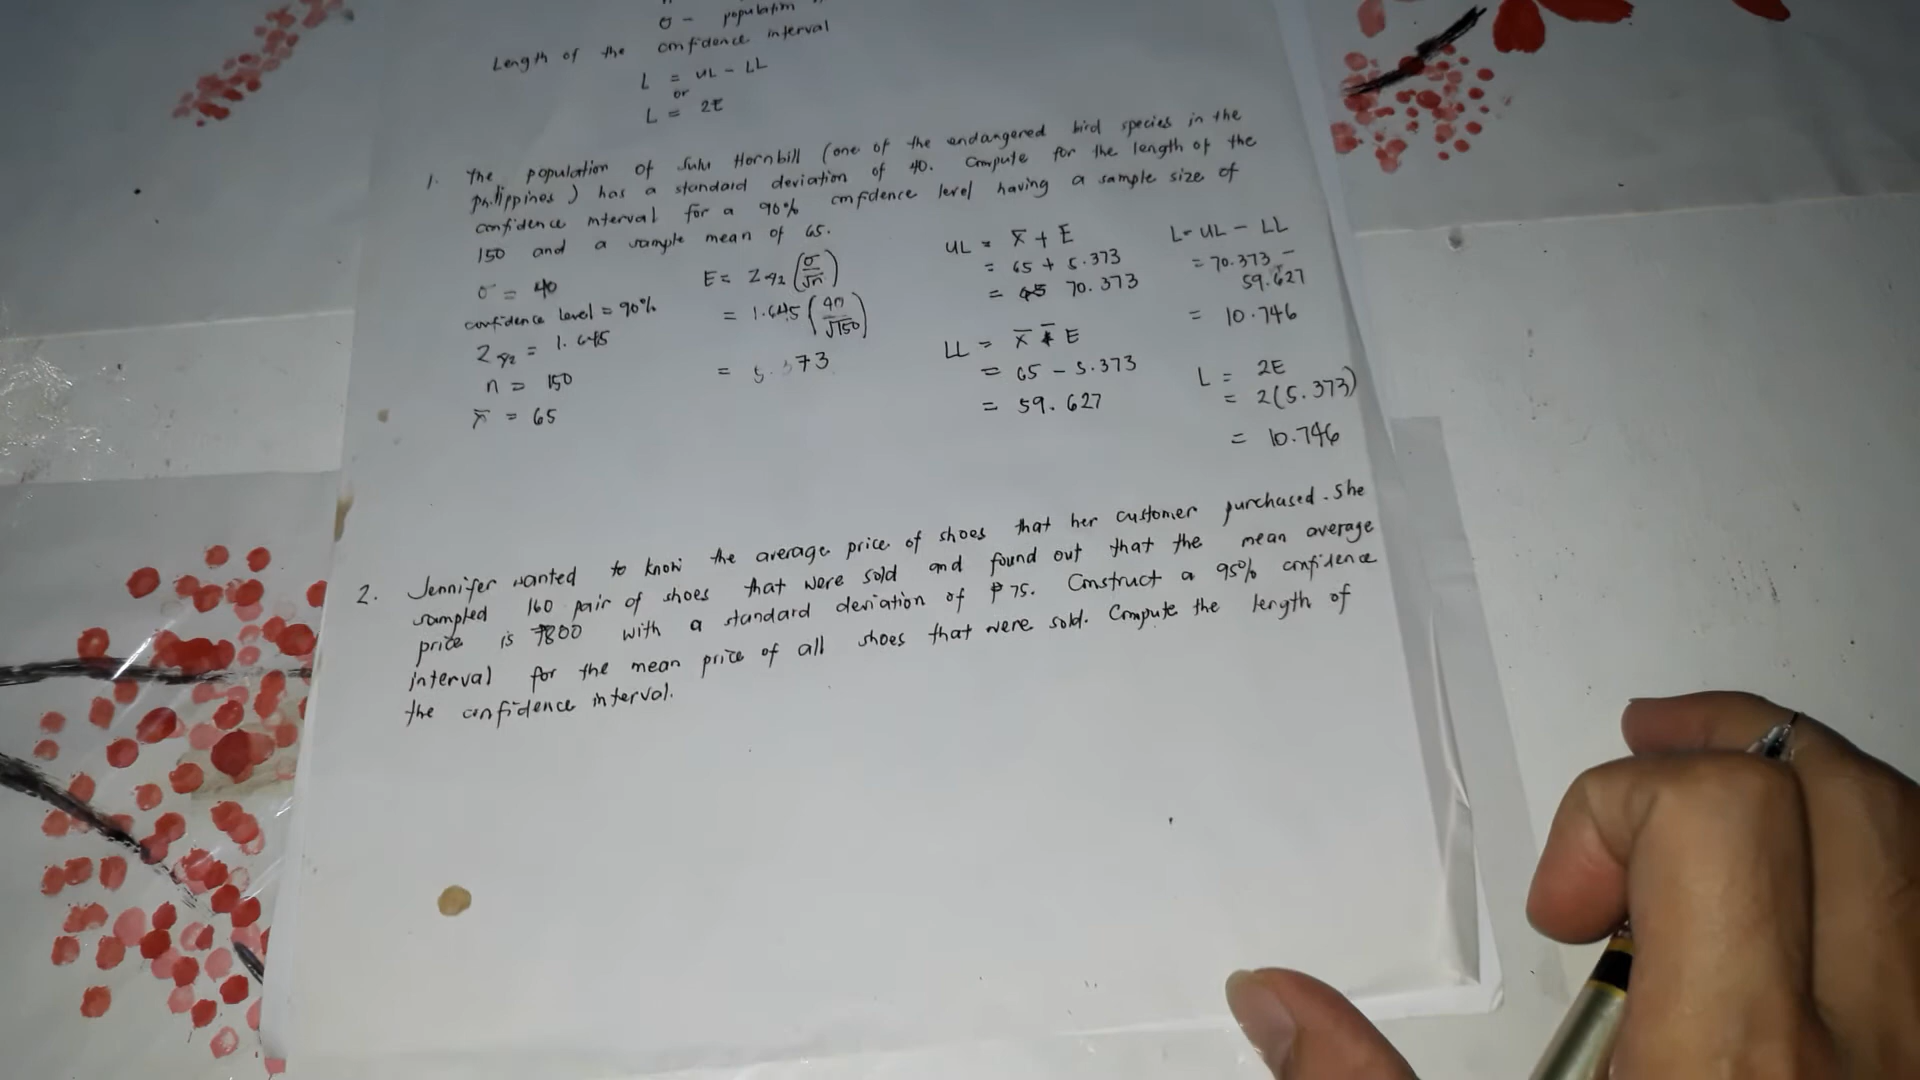 σ - population
Length of the confidence interval
L = UL - LL
or
L = 2E
1. The population of Sulu Hornbill (one of the endangered bird species in the
Philippines) has a standard deviation of 40. Compute for the length of the
confidence interval for a 90% confidence level having a sample size of
150 and a sample mean of 65.
σ = 40
confidence level = 90%
Z α/2 = 1.645
n = 150
x̄ = 65
E = Z α/2 (σ/√n)
= 1.645 (40/√150)
= 5.373
UL = x̄ + E
= 65 + 5.373
= 70.373
LL = x̄ - E
= 65 - 5.373
= 59.627
L = UL - LL
= 70.373 -
59.627
= 10.746
L = 2E
= 2(5.373)
= 10.746
2. Jennifer wanted to know the average price of shoes that her customer purchased. She
sampled 160 pair of shoes that were sold and found out that the mean average
price is ₱800 with a standard deviation of ₱75. Construct a 95% confidence
interval for the mean price of all shoes that were sold. Compute the length of
the confidence interval.